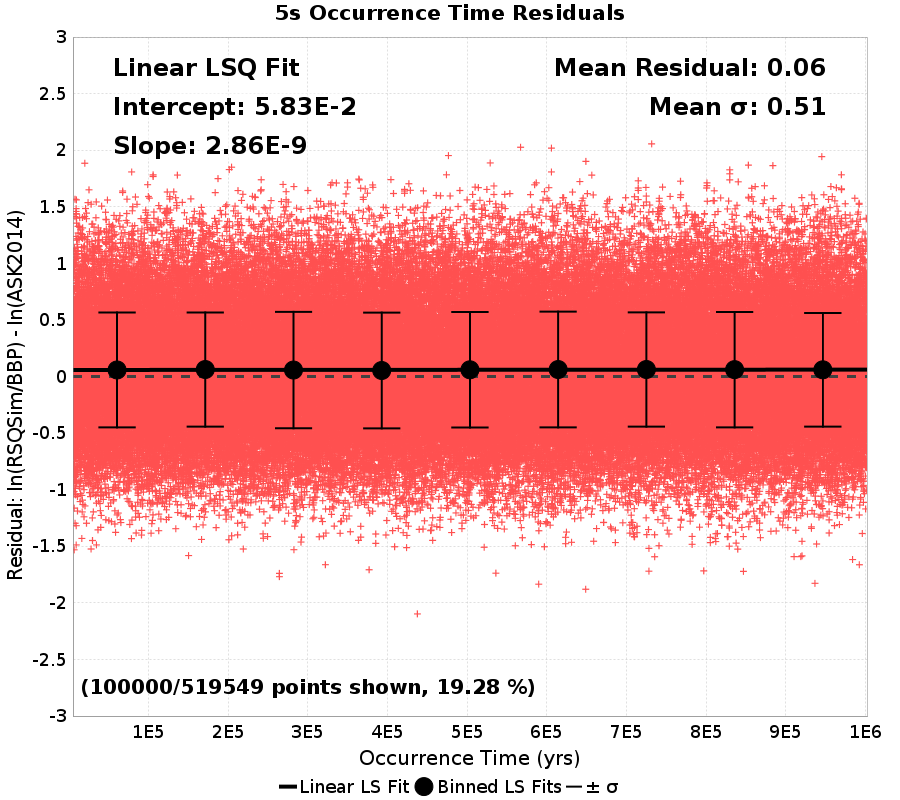 5s Occurrence Time Residuals
Linear LSQ Fit
Intercept: 5.83E-2
Slope: 2.86E-9
Mean Residual: 0.06
Mean σ: 0.51
Residual: ln(RSQSim/BBP) - ln(ASK2014)
3
2.5
2
1.5
1
0.5
0
-0.5
-1
-1.5
-2
-2.5
-3
(100000/519549 points shown, 19.28 %)
1E5 2E5 3E5 4E5 5E5 6E5 7E5 8E5 9E5 1E6
Occurrence Time (yrs)
Linear LS Fit Binned LS Fits ± σ